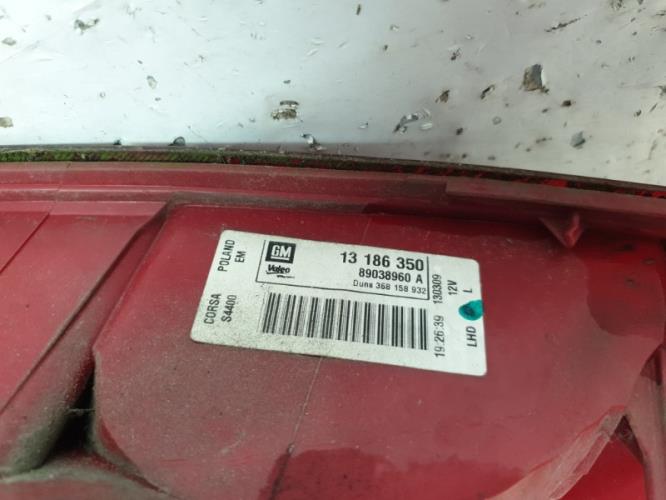 GM
Valeo
13 186 350
89038960 A
Duns 368 158 932
CORSA POLAND
S4400 EM
19:26:39 130309
12V
LHD L